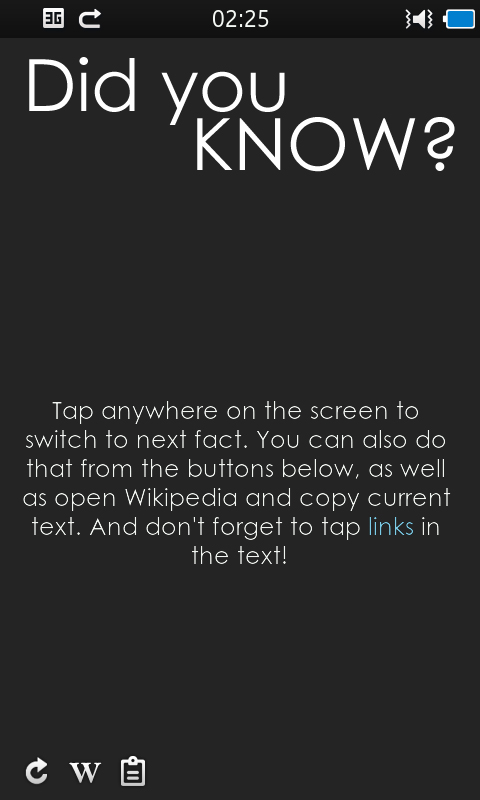 3G
02:25
Did you
KNOW?
Tap anywhere on the screen to
switch to next fact. You can also do
that from the buttons below, as well
as open Wikipedia and copy current
text. And don't forget to tap links in
the text!
W